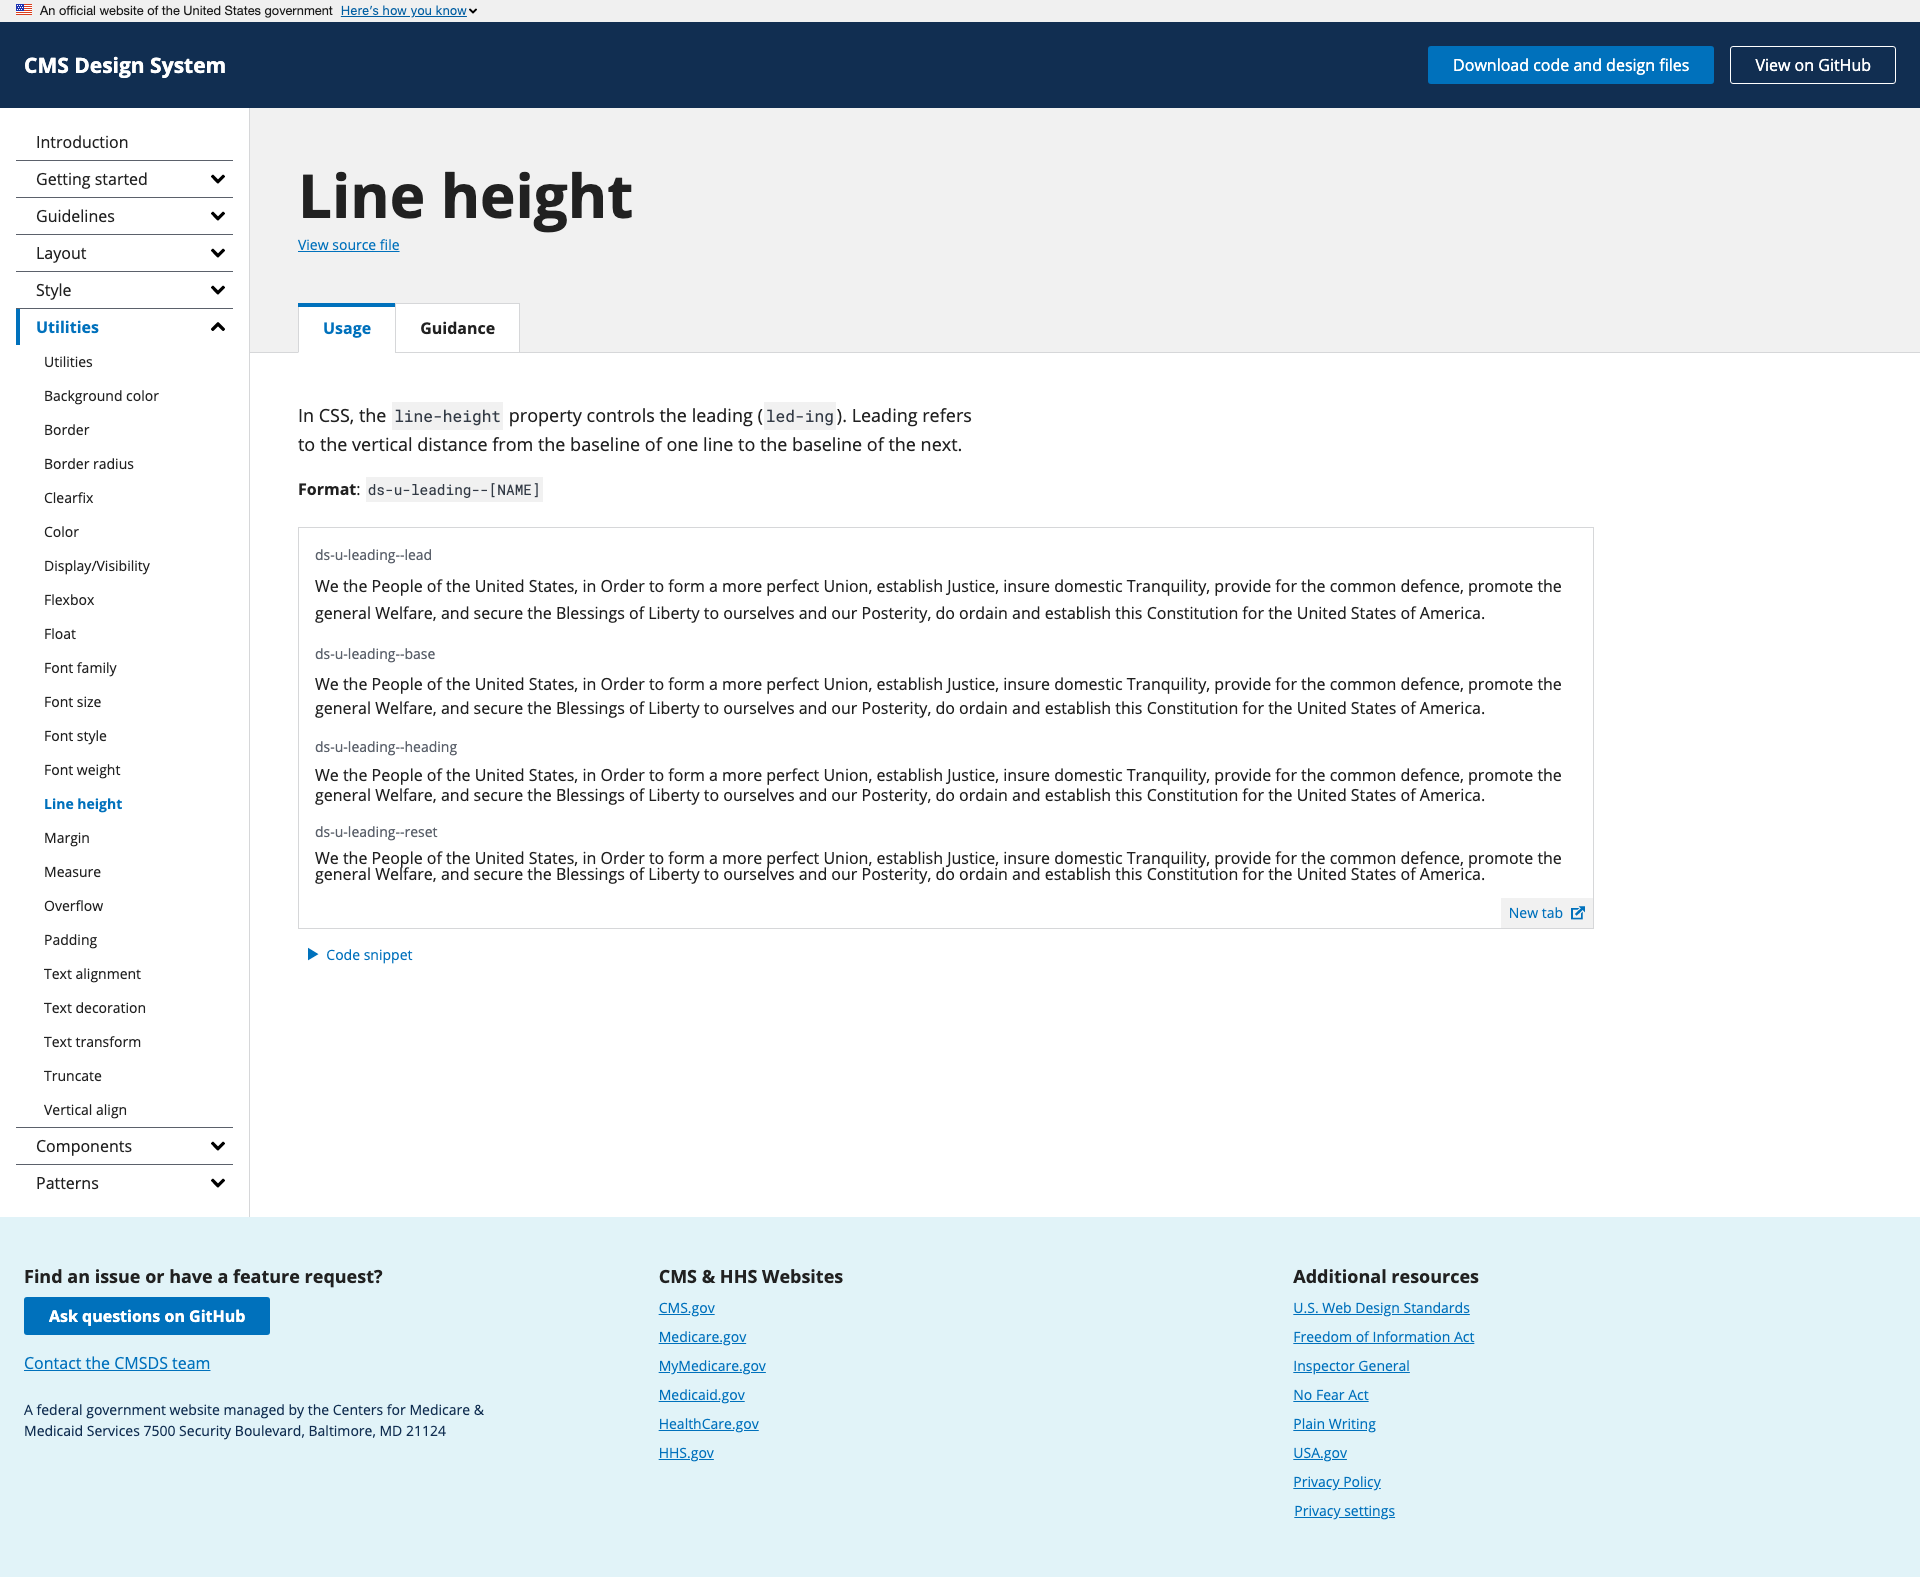 An official website of the United States government Here's how you know
CMS Design System
Download code and design files
View on GitHub
Introduction
Getting started
Guidelines
Layout
Style
Utilities
Utilities
Background color
Border
Border radius
Clearfix
Color
Display/Visibility
Flexbox
Float
Font family
Font size
Font style
Font weight
Line height
Margin
Measure
Overflow
Padding
Text alignment
Text decoration
Text transform
Truncate
Vertical align
Components
Patterns
Line height
View source file
Usage
Guidance
In CSS, the line-height property controls the leading (led-ing). Leading refers
to the vertical distance from the baseline of one line to the baseline of the next.
Format: ds-u-leading--[NAME]
ds-u-leading--lead
We the People of the United States, in Order to form a more perfect Union, establish Justice, insure domestic Tranquility, provide for the common defence, promote the
general Welfare, and secure the Blessings of Liberty to ourselves and our Posterity, do ordain and establish this Constitution for the United States of America.
ds-u-leading--base
We the People of the United States, in Order to form a more perfect Union, establish Justice, insure domestic Tranquility, provide for the common defence, promote the
general Welfare, and secure the Blessings of Liberty to ourselves and our Posterity, do ordain and establish this Constitution for the United States of America.
ds-u-leading--heading
We the People of the United States, in Order to form a more perfect Union, establish Justice, insure domestic Tranquility, provide for the common defence, promote the
general Welfare, and secure the Blessings of Liberty to ourselves and our Posterity, do ordain and establish this Constitution for the United States of America.
ds-u-leading--reset
We the People of the United States, in Order to form a more perfect Union, establish Justice, insure domestic Tranquility, provide for the common defence, promote the
general Welfare, and secure the Blessings of Liberty to ourselves and our Posterity, do ordain and establish this Constitution for the United States of America.
New tab
Code snippet
Find an issue or have a feature request?
Ask questions on GitHub
Contact the CMSDS team
A federal government website managed by the Centers for Medicare &
Medicaid Services 7500 Security Boulevard, Baltimore, MD 21124
CMS & HHS Websites
CMS.gov
Medicare.gov
MyMedicare.gov
Medicaid.gov
HealthCare.gov
HHS.gov
Additional resources
U.S. Web Design Standards
Freedom of Information Act
Inspector General
No Fear Act
Plain Writing
USA.gov
Privacy Policy
Privacy settings